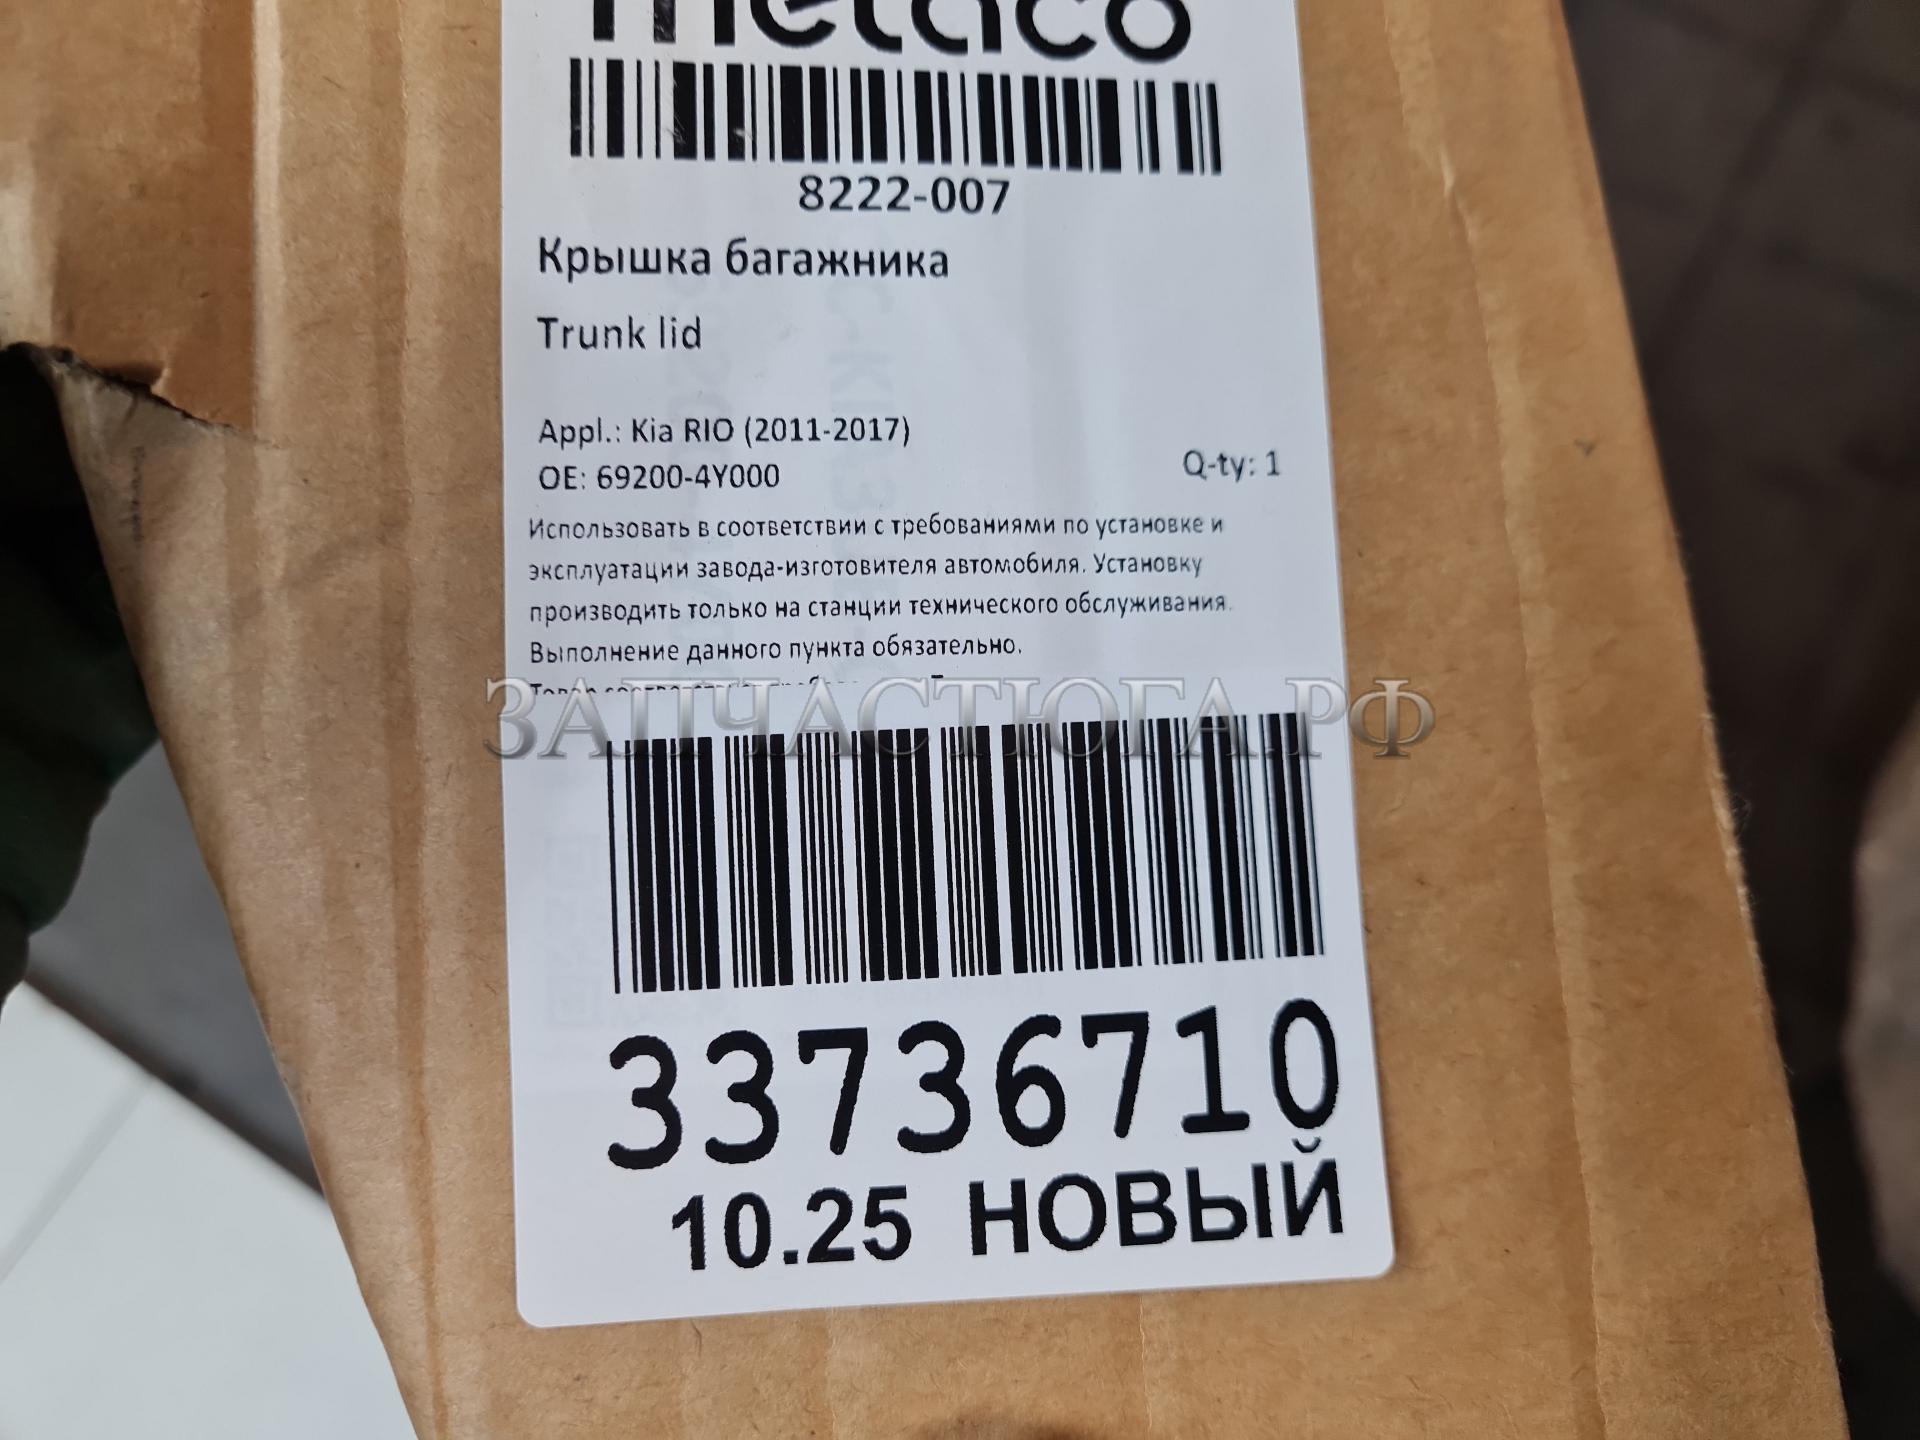 metaco
8222-007
Крышка багажника
Trunk lid
Appl.: Kia RIO (2011-2017)
OE: 69200-4Y000
Q-ty: 1
Использовать в соответствии с требованиями по установке и
эксплуатации завода-изготовителя автомобиля. Установку
производить только на станции технического обслуживания.
Выполнение данного пункта обязательно.
ЗАПЧАСТЮГА.РФ
33736710
10.25 НОВЫЙ